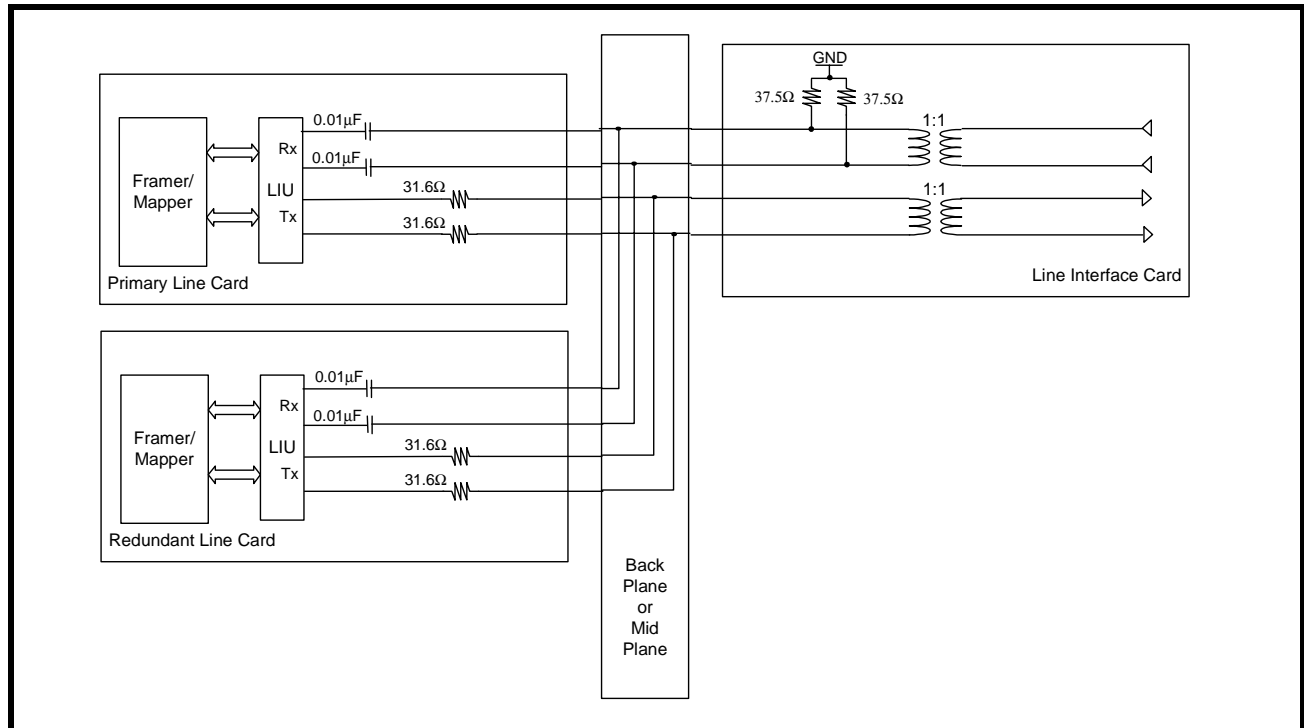 GND
37.5Ω
37.5Ω
0.01µF
1:1
Rx
0.01µF
Framer/
Mapper
LIU
31.6Ω
1:1
Tx
31.6Ω
Primary Line Card
Line Interface Card
0.01µF
Rx
0.01µF
Framer/
Mapper
LIU
31.6Ω
Tx
31.6Ω
Redundant Line Card
Back
Plane
or
Mid
Plane